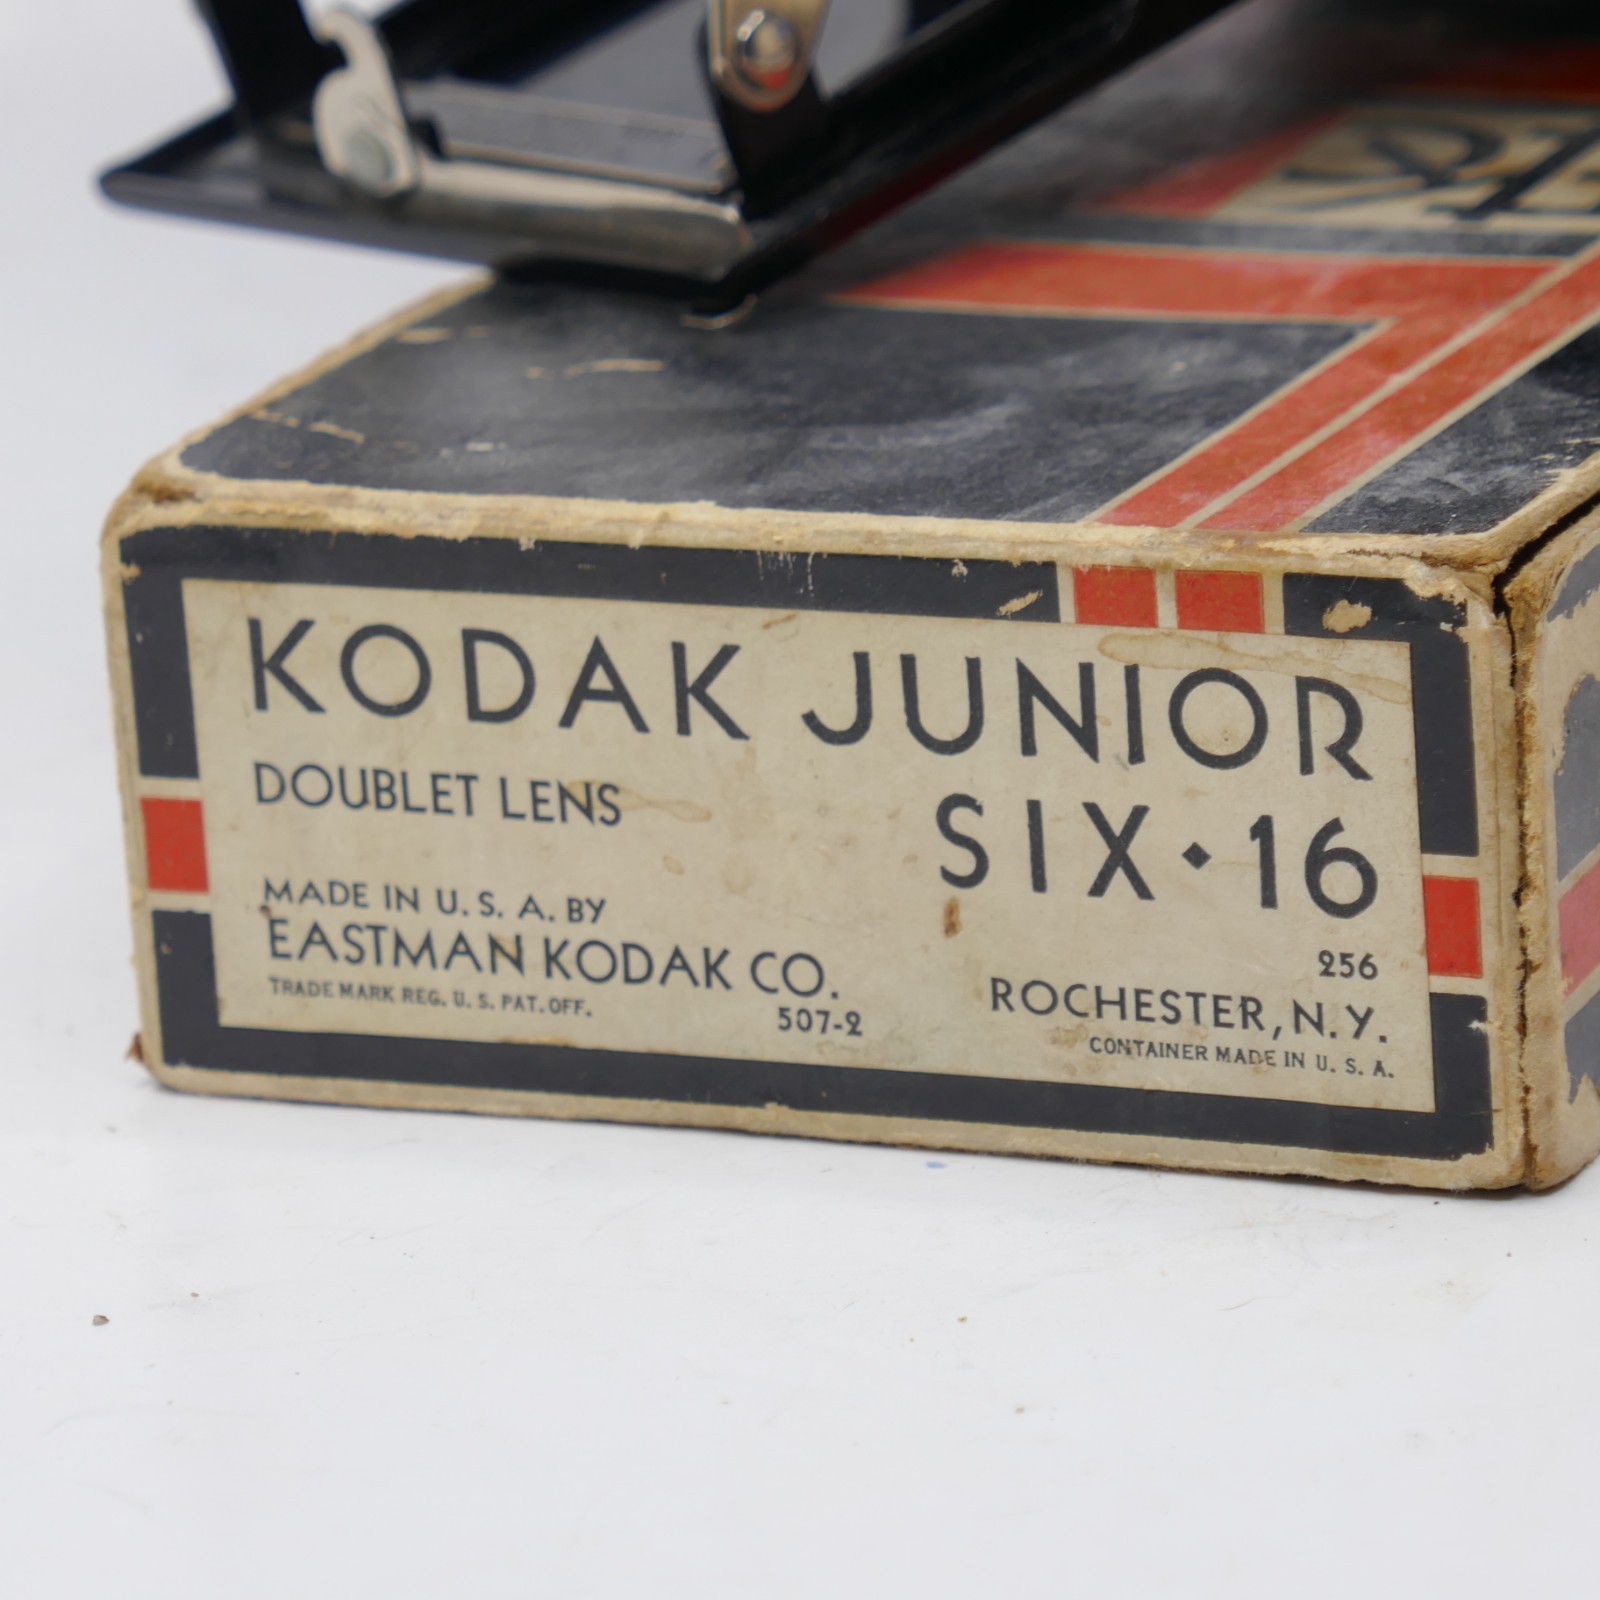 KODAK JUNIOR
SIX·16
DOUBLET LENS
MADE IN U.S.A. BY
EASTMAN KODAK CO.
TRADE MARK REG. U.S. PAT. OFF.
507-2
256
ROCHESTER, N.Y.
CONTAINER MADE IN U.S.A.